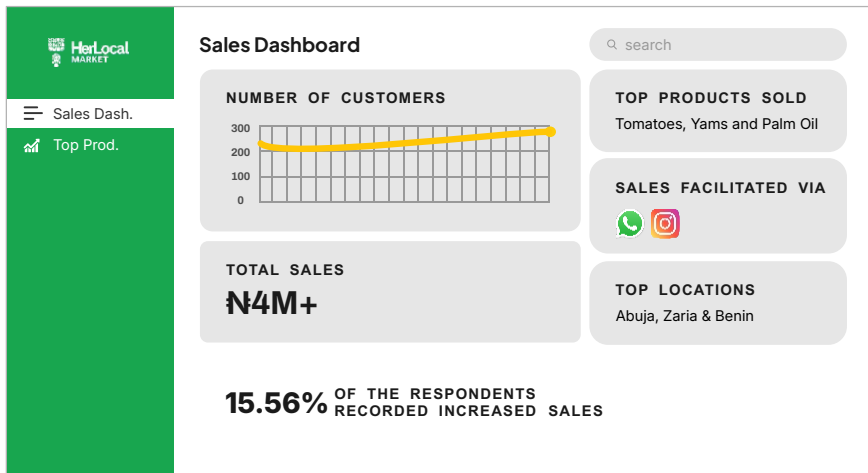 HerLocal
MARKET
Sales Dash.
Top Prod.
Sales Dashboard
search
NUMBER OF CUSTOMERS
300
200
100
0
TOTAL SALES
₦4M+
TOP PRODUCTS SOLD
Tomatoes, Yams and Palm Oil
SALES FACILITATED VIA
TOP LOCATIONS
Abuja, Zaria & Benin
15.56% OF THE RESPONDENTS
RECORDED INCREASED SALES